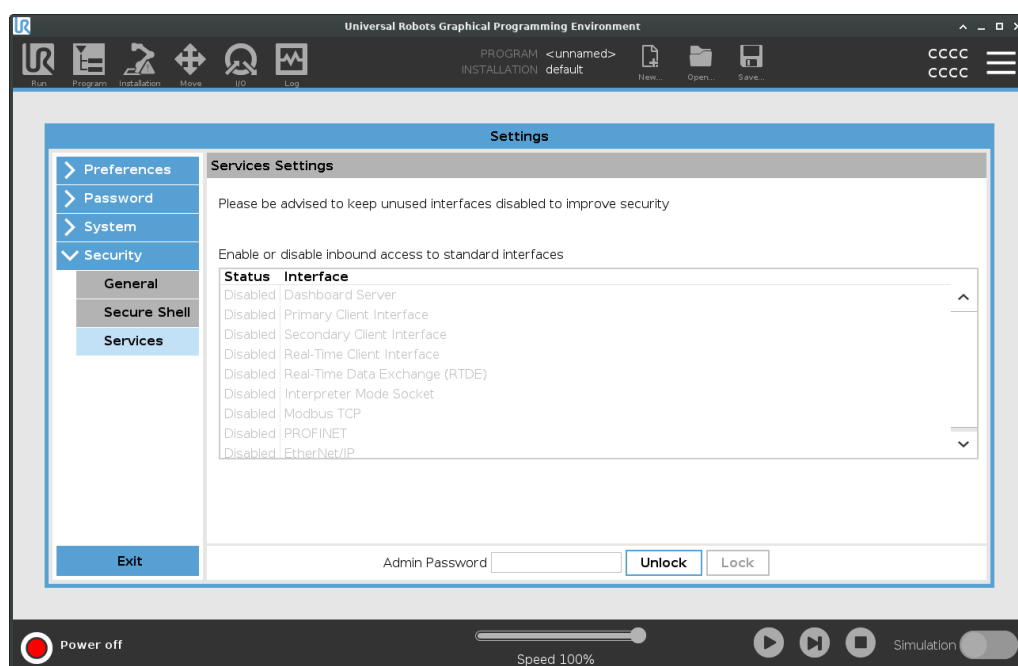 UR
Universal Robots Graphical Programming Environment
UR
PROGRAM <unnamed>
INSTALLATION default
CCCC
CCCC
Run Program Installation Move I/O Log New... Open... Save...
Settings
Preferences
Password
System
Security
General
Secure Shell
Services
Exit
Services Settings
Please be advised to keep unused interfaces disabled to improve security
Enable or disable inbound access to standard interfaces
Status Interface
Disabled Dashboard Server
Disabled Primary Client Interface
Disabled Secondary Client Interface
Disabled Real-Time Client Interface
Disabled Real-Time Data Exchange (RTDE)
Disabled Interpreter Mode Socket
Disabled Modbus TCP
Disabled PROFINET
Disabled EtherNet/IP
Admin Password Unlock Lock
Power off
Speed 100%
Simulation